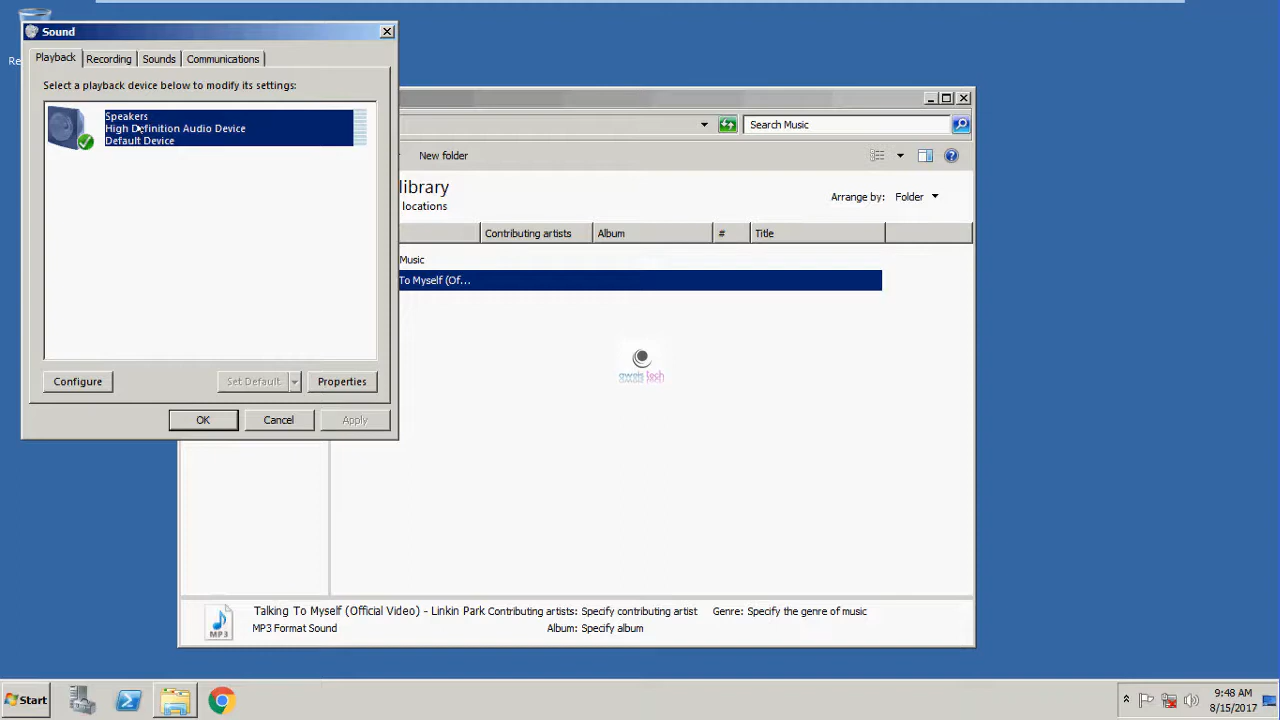 Re
Sound
Playback Recording Sounds Communications
Select a playback device below to modify its settings:
Speakers
High Definition Audio Device
Default Device
Configure Set Default Properties
OK Cancel Apply
Search Music
New folder
library
locations
Arrange by: Folder
Contributing artists Album # Title
Music
To Myself (Of...
tech
Talking To Myself (Official Video) - Linkin Park Contributing artists: Specify contributing artist Genre: Specify the genre of music
MP3 Format Sound Album: Specify album
MP3
Start
9:48 AM
8/15/2017